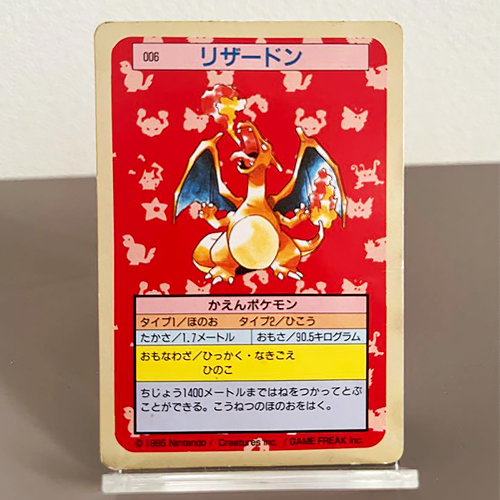 006 リザードン
かえんポケモン
タイプ1/ほのお タイプ2/ひこう
たかさ/1.7メートル おもさ/90.5キログラム
おもなわざ/ひっかく・なきごえ
ひのこ
ちじょう1400メートルまではねをつかってとぶ
ことができる。こうねつのほのおをはく。
© 1995 Nintendo / Creatures inc. / GAME FREAK inc.